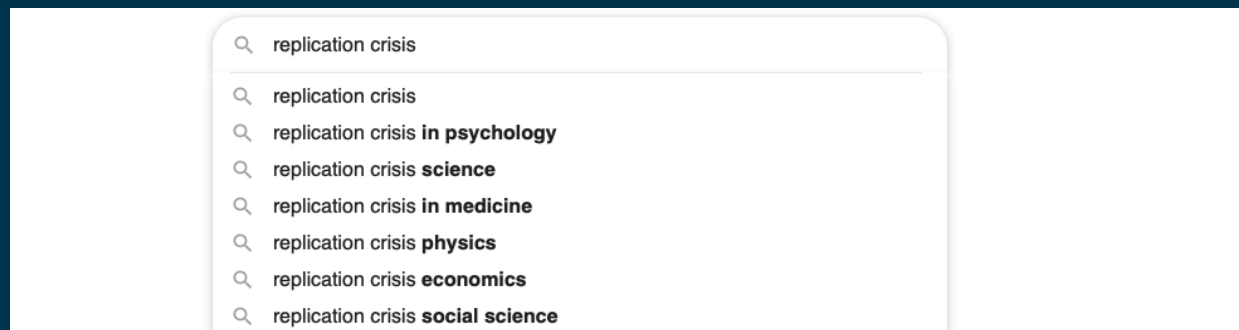 replication crisis
replication crisis
replication crisis in psychology
replication crisis science
replication crisis in medicine
replication crisis physics
replication crisis economics
replication crisis social science